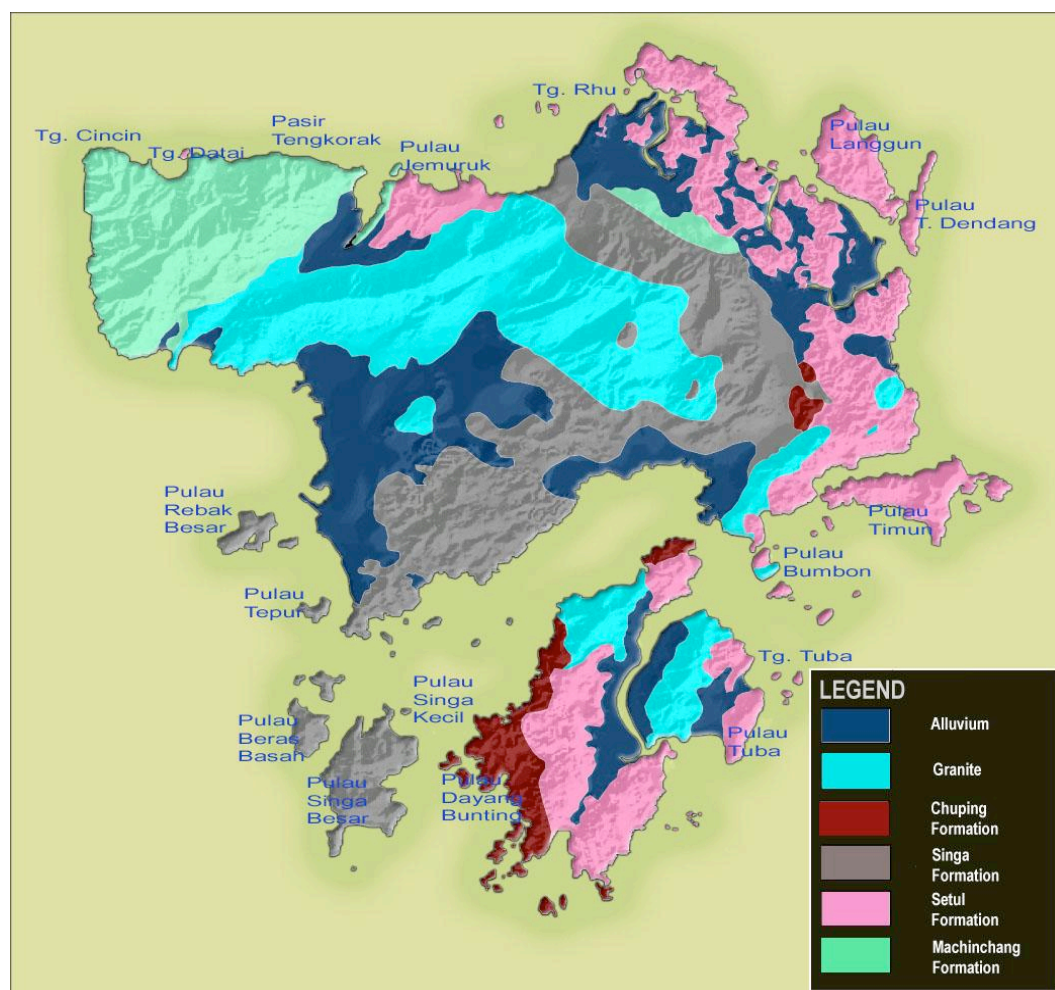 Tg. Rhu
Tg. Cincin
Tg. Datai
Pasir
Tengkorak
Pulau
Jemuruk
Pulau
Langgun
Pulau
T. Dendang
Pulau
Rebak
Besar
Pulau
Timun
Pulau
Bumbon
Pulau
Tepur
Tg. Tuba
Pulau
Singa
Kecil
Pulau
Beras
Basah
Pulau
Tuba
Pulau
Singa
Besar
Pulau
Dayang
Bunting
LEGEND
Alluvium
Granite
Chuping
Formation
Singa
Formation
Setul
Formation
Machinchang
Formation